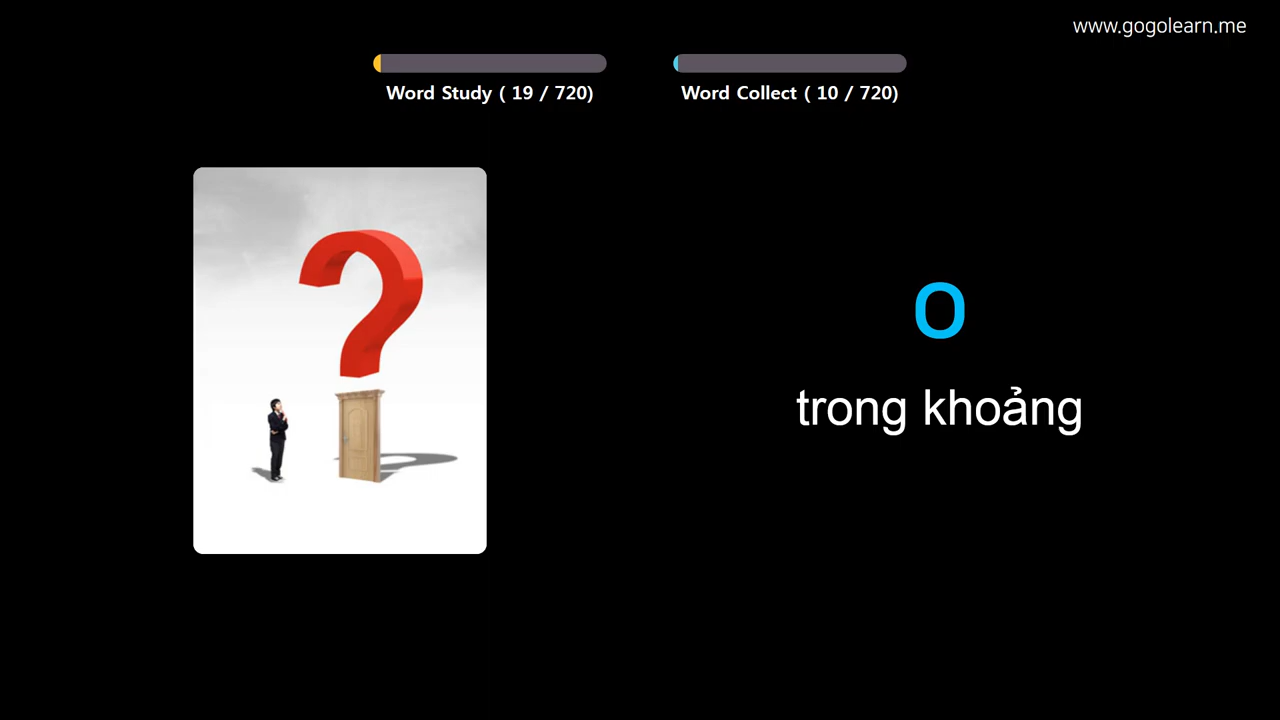 www.gogolearn.me
Word Study ( 19 / 720)
Word Collect ( 10 / 720)
?
o
trong khoảng